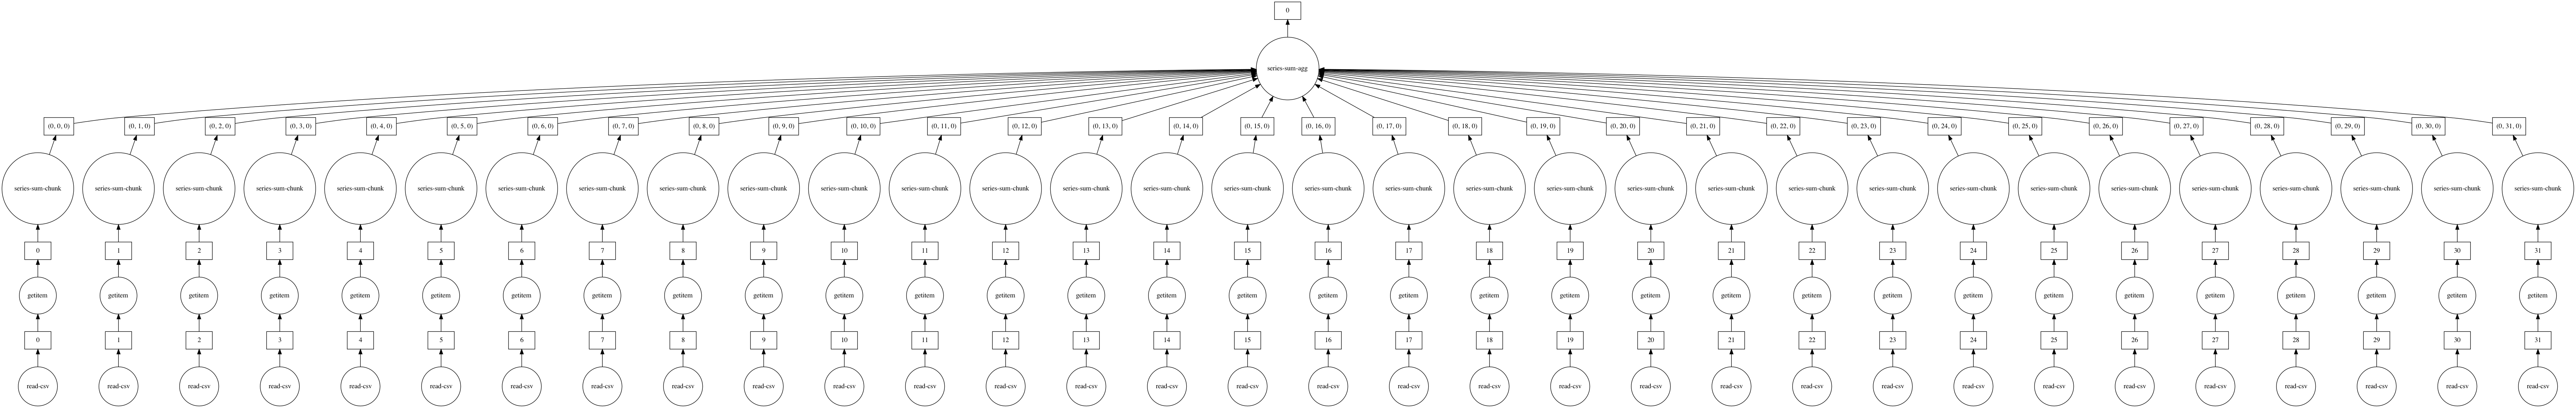 0
series-sum-agg
(0, 0, 0) (0, 1, 0) (0, 2, 0) (0, 3, 0) (0, 4, 0) (0, 5, 0) (0, 6, 0) (0, 7, 0) (0, 8, 0) (0, 9, 0) (0, 10, 0) (0, 11, 0) (0, 12, 0) (0, 13, 0) (0, 14, 0) (0, 15, 0) (0, 16, 0) (0, 17, 0) (0, 18, 0) (0, 19, 0) (0, 20, 0) (0, 21, 0) (0, 22, 0) (0, 23, 0) (0, 24, 0) (0, 25, 0) (0, 26, 0) (0, 27, 0) (0, 28, 0) (0, 29, 0) (0, 30, 0) (0, 31, 0)
series-sum-chunk series-sum-chunk series-sum-chunk series-sum-chunk series-sum-chunk series-sum-chunk series-sum-chunk series-sum-chunk series-sum-chunk series-sum-chunk series-sum-chunk series-sum-chunk series-sum-chunk series-sum-chunk series-sum-chunk series-sum-chunk series-sum-chunk series-sum-chunk series-sum-chunk series-sum-chunk series-sum-chunk series-sum-chunk series-sum-chunk series-sum-chunk series-sum-chunk series-sum-chunk series-sum-chunk series-sum-chunk series-sum-chunk series-sum-chunk series-sum-chunk series-sum-chunk
0 1 2 3 4 5 6 7 8 9 10 11 12 13 14 15 16 17 18 19 20 21 22 23 24 25 26 27 28 29 30 31
getitem getitem getitem getitem getitem getitem getitem getitem getitem getitem getitem getitem getitem getitem getitem getitem getitem getitem getitem getitem getitem getitem getitem getitem getitem getitem getitem getitem getitem getitem getitem getitem
0 1 2 3 4 5 6 7 8 9 10 11 12 13 14 15 16 17 18 19 20 21 22 23 24 25 26 27 28 29 30 31
read-csv read-csv read-csv read-csv read-csv read-csv read-csv read-csv read-csv read-csv read-csv read-csv read-csv read-csv read-csv read-csv read-csv read-csv read-csv read-csv read-csv read-csv read-csv read-csv read-csv read-csv read-csv read-csv read-csv read-csv read-csv read-csv